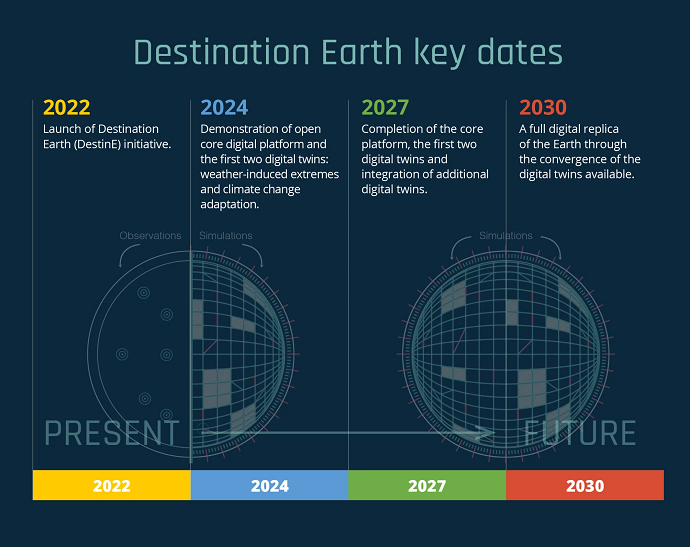 Destination Earth key dates
2022
Launch of Destination
Earth (DestinE) initiative.
2024
Demonstration of open
core digital platform and
the first two digital twins:
weather-induced extremes
and climate change
adaptation.
2027
Completion of the core
platform, the first two
digital twins and
integration of additional
digital twins.
2030
A full digital replica
of the Earth through
the convergence of the
digital twins available.
Observations
Simulations
Simulations
PRESENT
FUTURE
2022
2024
2027
2030